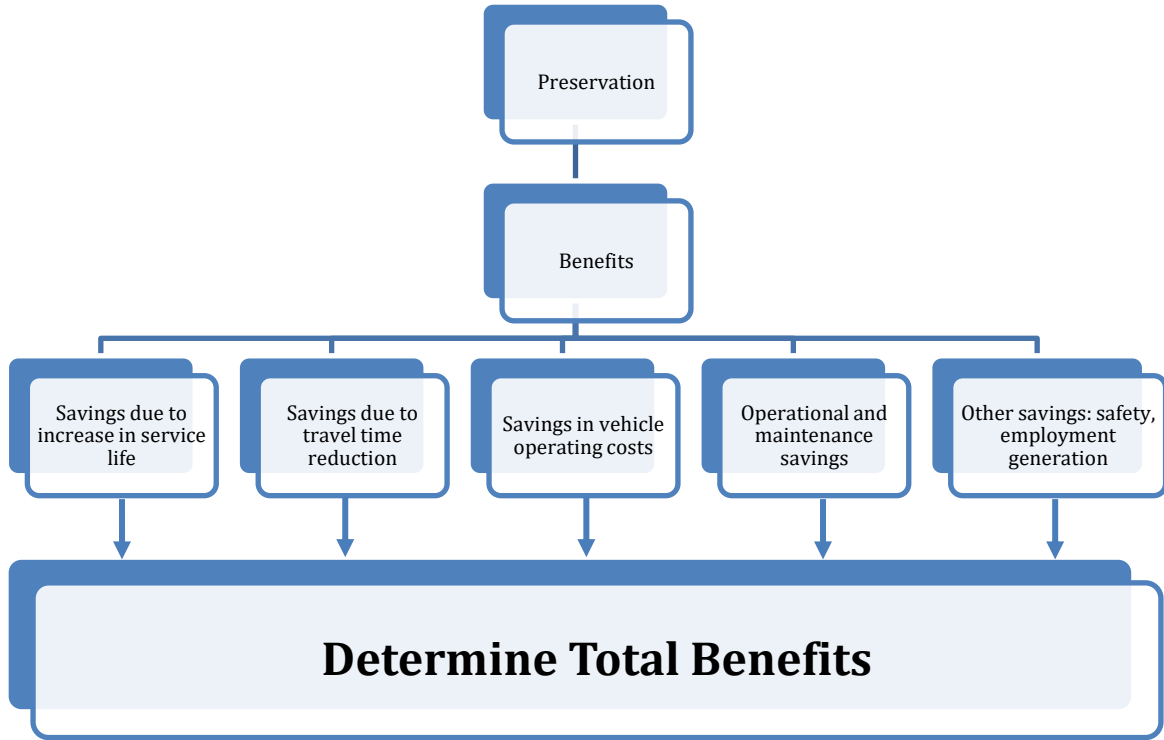 Preservation
Benefits
Savings due to
increase in service
life
Savings due to
travel time
reduction
Savings in vehicle
operating costs
Operational and
maintenance
savings
Other savings: safety,
employment
generation
Determine Total Benefits